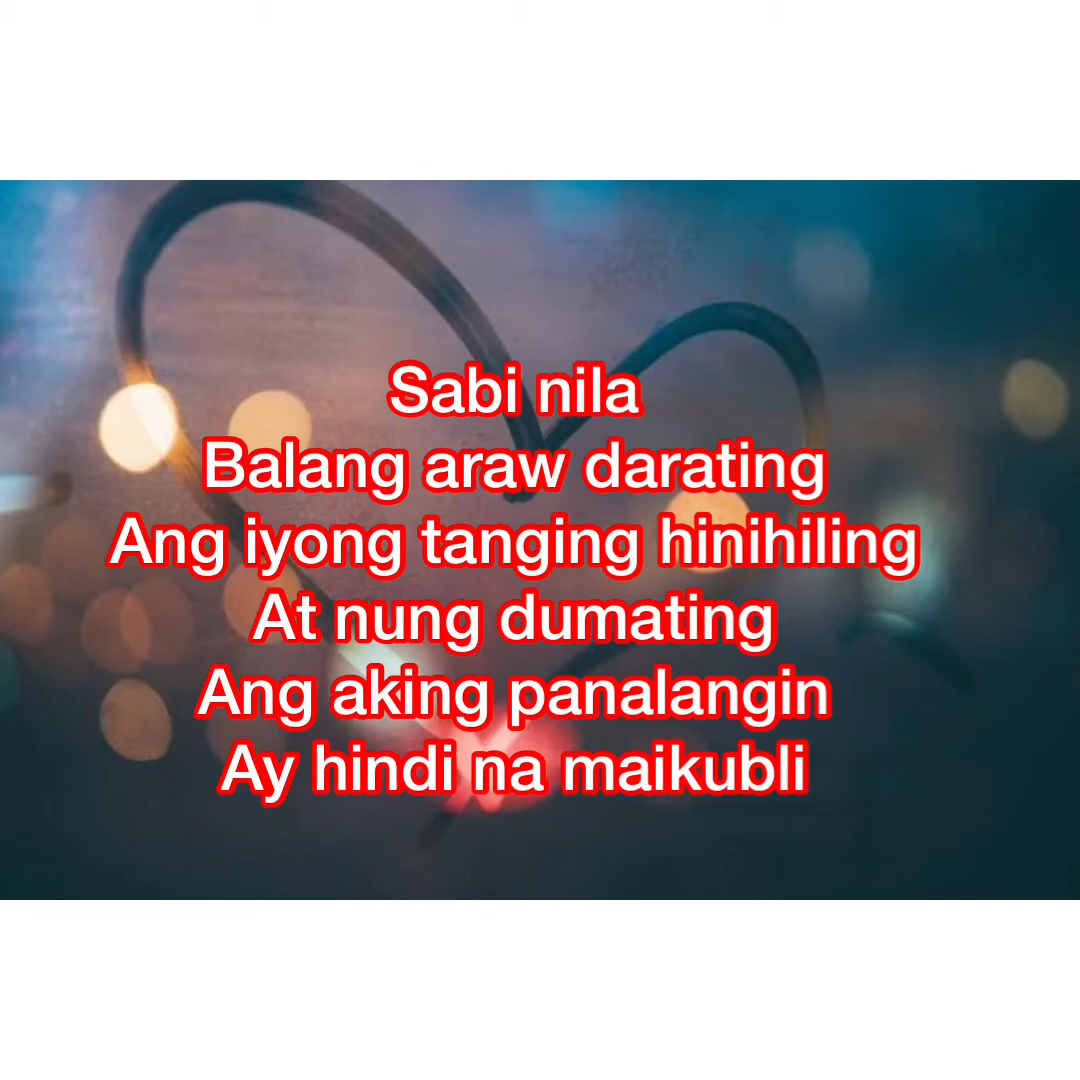 Sabi nila
Balang araw darating
Ang iyong tanging hinihiling
At nung dumating
Ang aking panalangin
Ay hindi na maikubli